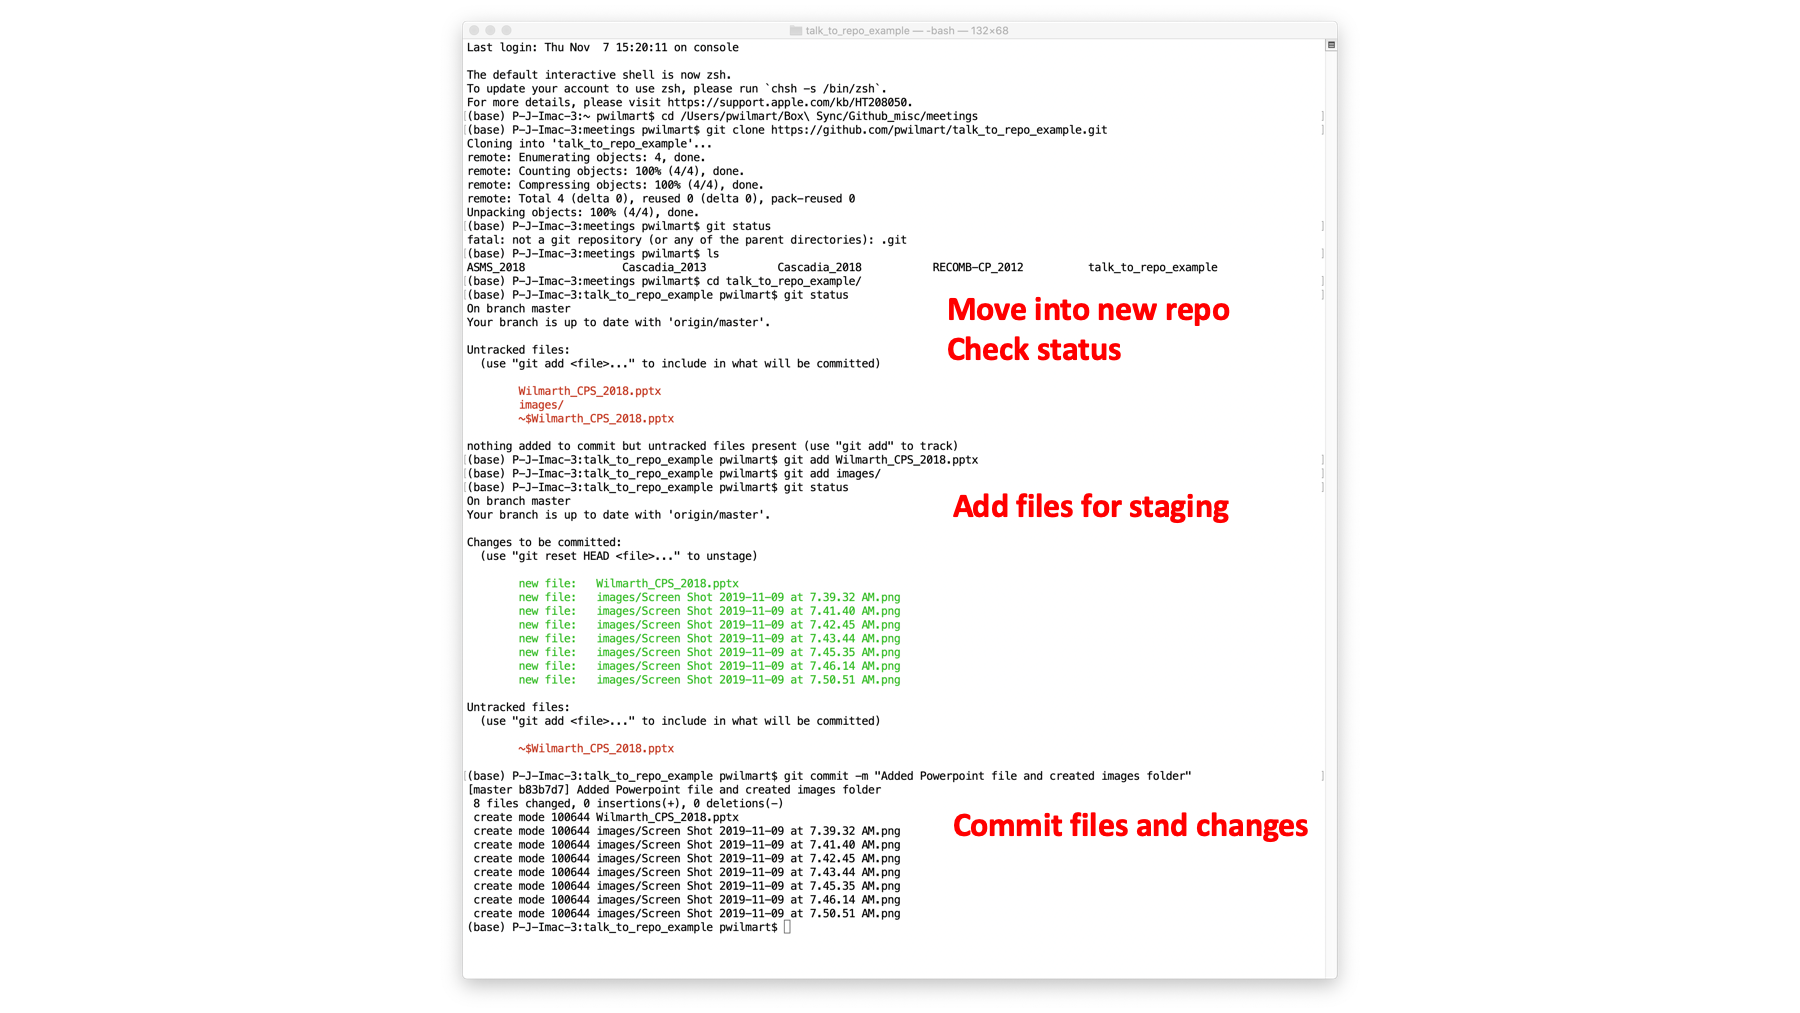 talk_to_repo_example — -bash — 132×68
Last login: Thu Nov  7 15:20:11 on console
The default interactive shell is now zsh.
To update your account to use zsh, please run `chsh -s /bin/zsh`.
For more details, please visit https://support.apple.com/kb/HT208050.
(base) P-J-Imac-3:~ pwilmart$ cd /Users/pwilmart/Box\ Sync/Github_misc/meetings
(base) P-J-Imac-3:meetings pwilmart$ git clone https://github.com/pwilmart/talk_to_repo_example.git
Cloning into 'talk_to_repo_example'...
remote: Enumerating objects: 4, done.
remote: Counting objects: 100% (4/4), done.
remote: Compressing objects: 100% (4/4), done.
remote: Total 4 (delta 0), reused 0 (delta 0), pack-reused 0
Unpacking objects: 100% (4/4), done.
(base) P-J-Imac-3:meetings pwilmart$ git status
fatal: not a git repository (or any of the parent directories): .git
(base) P-J-Imac-3:meetings pwilmart$ ls
ASMS_2018 Cascadia_2013 Cascadia_2018 RECOMB-CP_2012 talk_to_repo_example
(base) P-J-Imac-3:meetings pwilmart$ cd talk_to_repo_example/
(base) P-J-Imac-3:talk_to_repo_example pwilmart$ git status
On branch master
Your branch is up to date with 'origin/master'.
Move into new repo
Check status
Untracked files:
(use "git add <file>..." to include in what will be committed)
Wilmarth_CPS_2018.pptx
images/
~$Wilmarth_CPS_2018.pptx
nothing added to commit but untracked files present (use "git add" to track)
(base) P-J-Imac-3:talk_to_repo_example pwilmart$ git add Wilmarth_CPS_2018.pptx
(base) P-J-Imac-3:talk_to_repo_example pwilmart$ git add images/
(base) P-J-Imac-3:talk_to_repo_example pwilmart$ git status
On branch master
Your branch is up to date with 'origin/master'.
Add files for staging
Changes to be committed:
(use "git reset HEAD <file>..." to unstage)
new file:   Wilmarth_CPS_2018.pptx
new file:   images/Screen Shot 2019-11-09 at 7.39.32 AM.png
new file:   images/Screen Shot 2019-11-09 at 7.41.40 AM.png
new file:   images/Screen Shot 2019-11-09 at 7.42.45 AM.png
new file:   images/Screen Shot 2019-11-09 at 7.43.44 AM.png
new file:   images/Screen Shot 2019-11-09 at 7.45.35 AM.png
new file:   images/Screen Shot 2019-11-09 at 7.46.14 AM.png
new file:   images/Screen Shot 2019-11-09 at 7.50.51 AM.png
Untracked files:
(use "git add <file>..." to include in what will be committed)
~$Wilmarth_CPS_2018.pptx
(base) P-J-Imac-3:talk_to_repo_example pwilmart$ git commit -m "Added Powerpoint file and created images folder"
[master b83b7d7] Added Powerpoint file and created images folder
8 files changed, 0 insertions(+), 0 deletions(-)
create mode 100644 Wilmarth_CPS_2018.pptx
create mode 100644 images/Screen Shot 2019-11-09 at 7.39.32 AM.png
create mode 100644 images/Screen Shot 2019-11-09 at 7.41.40 AM.png
create mode 100644 images/Screen Shot 2019-11-09 at 7.42.45 AM.png
create mode 100644 images/Screen Shot 2019-11-09 at 7.43.44 AM.png
create mode 100644 images/Screen Shot 2019-11-09 at 7.45.35 AM.png
create mode 100644 images/Screen Shot 2019-11-09 at 7.46.14 AM.png
create mode 100644 images/Screen Shot 2019-11-09 at 7.50.51 AM.png
Commit files and changes
(base) P-J-Imac-3:talk_to_repo_example pwilmart$